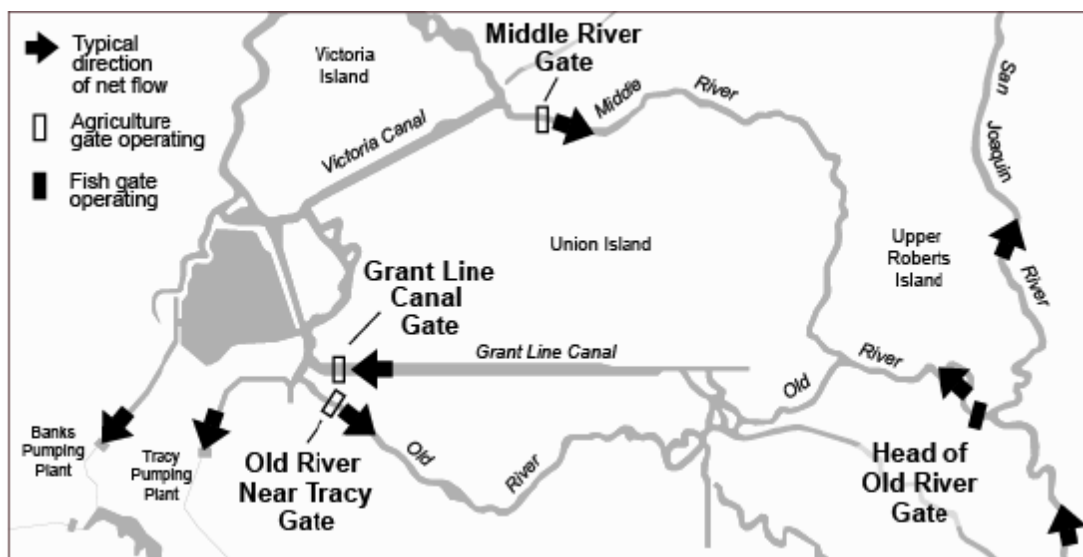 Typical
direction
of net flow
Agriculture
gate operating
Fish gate
operating
Victoria
Island
Middle River
Gate
Middle
River
Victoria Canal
San
Joaquin
River
Union Island
Upper
Roberts
Island
Grant Line
Canal
Gate
Grant Line Canal
River
Old
Banks
Pumping
Plant
Tracy
Pumping
Plant
Old River
Near Tracy
Gate
Old
River
Head of
Old River
Gate